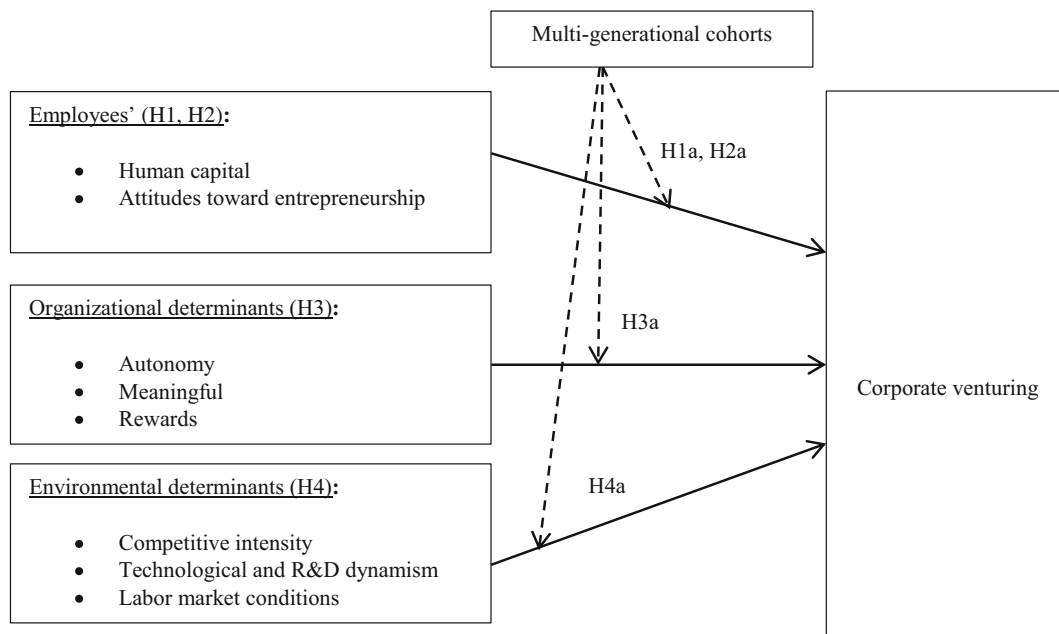 Multi-generational cohorts
Employees’ (H1, H2):
• Human capital
• Attitudes toward entrepreneurship
H1a, H2a
Organizational determinants (H3):
• Autonomy
• Meaningful
• Rewards
H3a
Corporate venturing
Environmental determinants (H4):
• Competitive intensity
• Technological and R&D dynamism
• Labor market conditions
H4a